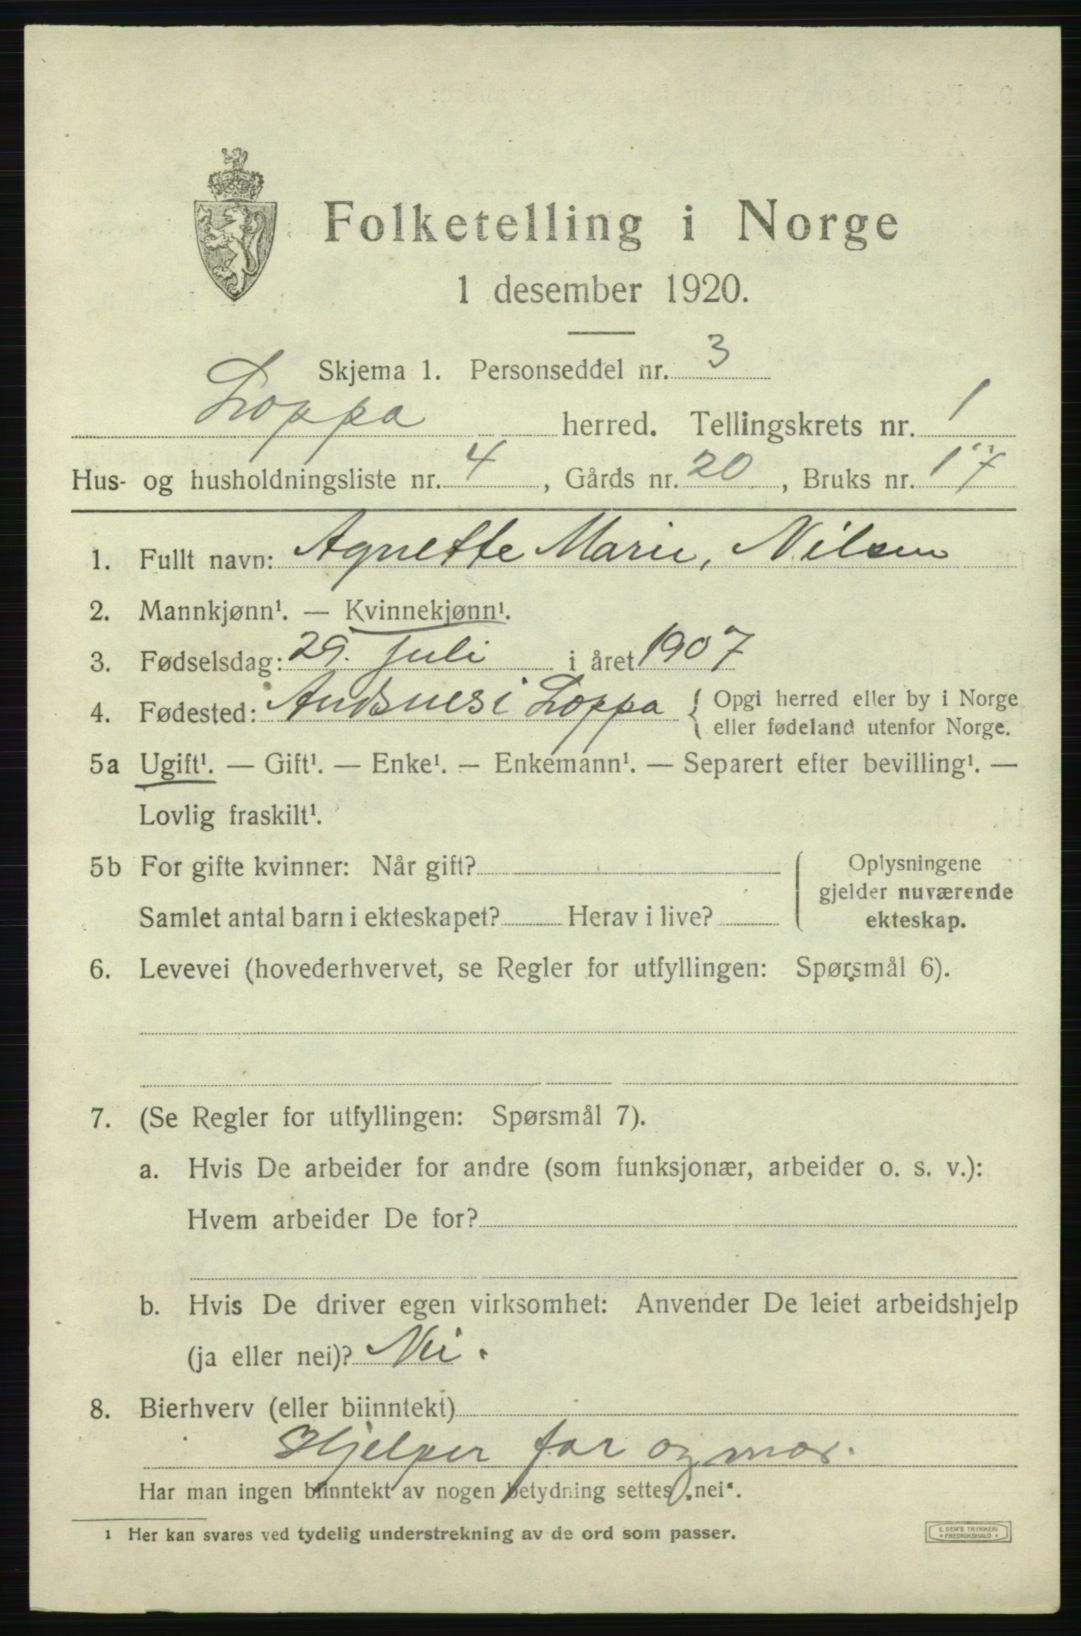 Folketelling i Norge
1 desember 1920.
Skjema 1. Personseddel nr. 3
Loppa herred. Tellingskrets nr. 1
Hus- og husholdningsliste nr. 4, Gårds nr. 20, Bruks nr. 17
1. Fullt navn: Agnette Marie, Nilsen
2. Mannkjønn¹. — Kvinnekjønn¹.
3. Fødselsdag: 29. juli i året 1907
4. Fødested: Andsnes i Loppa { Opgi herred eller by i Norge
eller fødeland utenfor Norge.
5a Ugift¹. — Gift¹. — Enke¹. — Enkemann¹. — Separert efter bevilling¹. —
Lovlig fraskilt¹.
5b For gifte kvinner: Når gift?
Samlet antal barn i ekteskapet? Herav i live?
Oplysningene
gjelder nuværende
ekteskap.
6. Levevei (hovederhvervet, se Regler for utfyllingen: Spørsmål 6).
7. (Se Regler for utfyllingen: Spørsmål 7).
a. Hvis De arbeider for andre (som funksjonær, arbeider o. s. v.):
Hvem arbeider De for?
b. Hvis De driver egen virksomhet: Anvender De leiet arbeidshjelp
(ja eller nei)? Nei.
8. Bierhverv (eller biinntekt)
Hjelper far og mor.
Har man ingen biinntekt av nogen betydning settes „nei“.
¹ Her kan svares ved tydelig understrekning av de ord som passer.
E. SEM'S TRYKKERI
• FREDRIKSHALD •